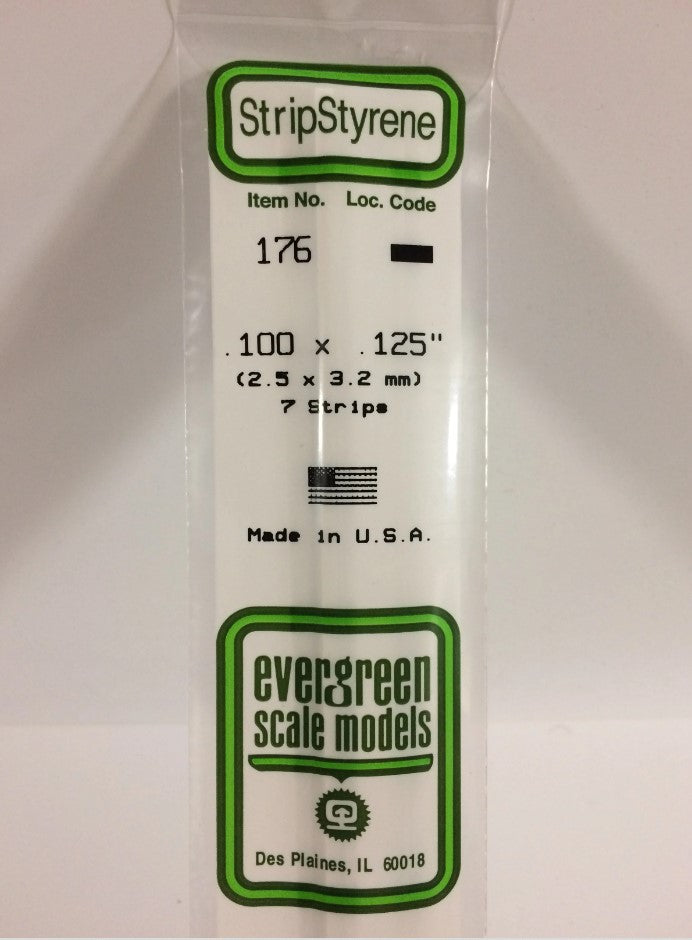 StripStyrene
Item No. Loc. Code
176
.100 x .125"
(2.5 x 3.2 mm)
7 Strips
Made in U.S.A.
evergreen
scale models
Des Plaines, IL 60018